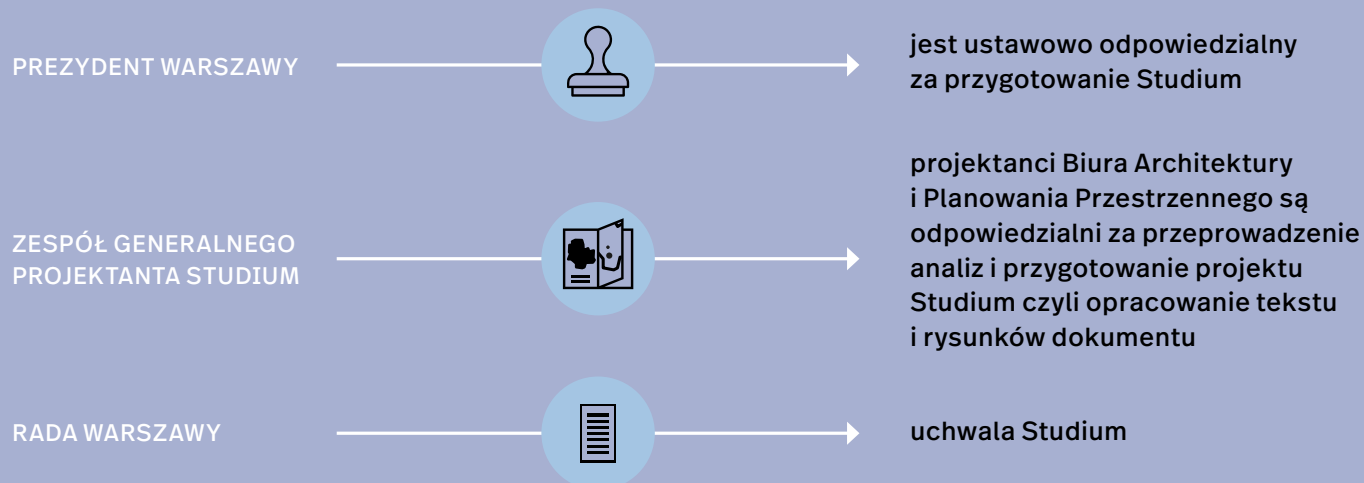 PREZYDENT WARSZAWY
jest ustawowo odpowiedzialny
za przygotowanie Studium
ZESPÓŁ GENERALNEGO
PROJEKTANTA STUDIUM
projektanci Biura Architektury
i Planowania Przestrzennego są
odpowiedzialni za przeprowadzenie
analiz i przygotowanie projektu
Studium czyli opracowanie tekstu
i rysunków dokumentu
RADA WARSZAWY
uchwala Studium